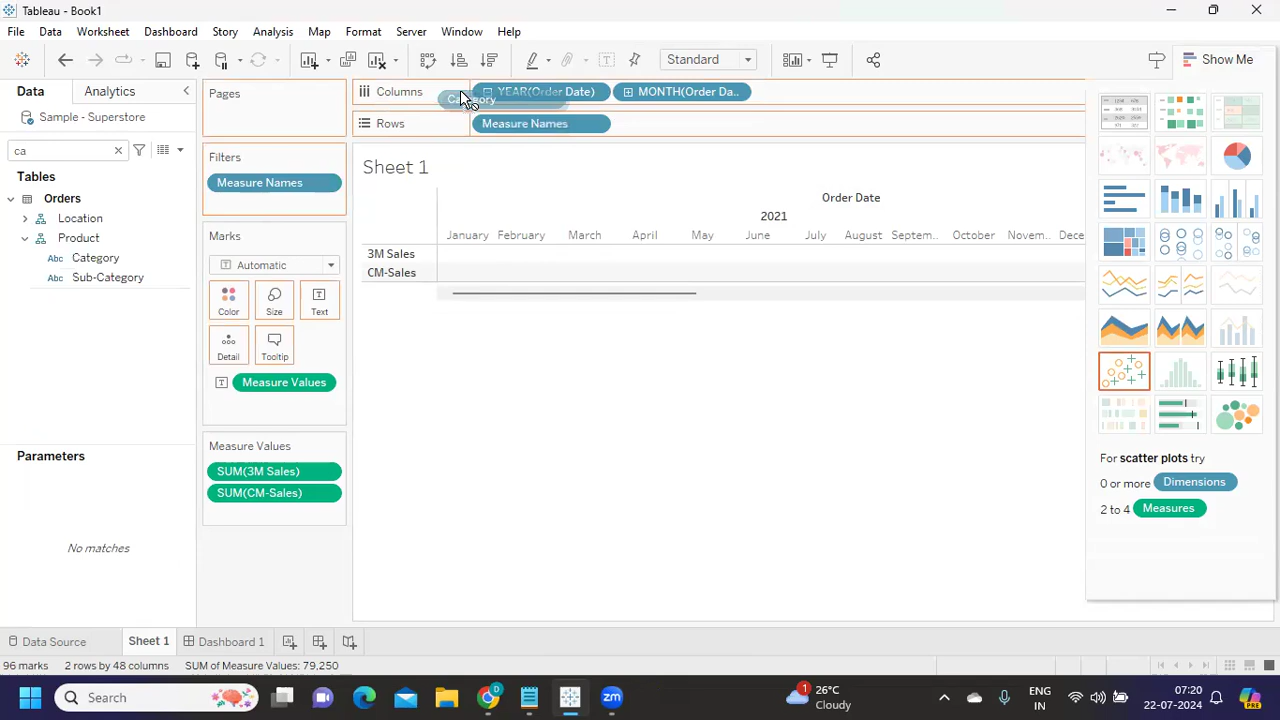 Tableau - Book1
File Data Worksheet Dashboard Story Analysis Map Format Server Window Help
Standard
Show Me
Data Analytics
Sample - Superstore
ca
Tables
Orders
Location
Product
Abc Category
Abc Sub-Category
Parameters
No matches
Pages
Filters
Measure Names
Marks
Automatic
Color Size Text
Detail Tooltip
Measure Values
Measure Values
SUM(3M Sales)
SUM(CM-Sales)
Columns YEAR(Order Date) MONTH(Order Da..
Category
Rows Measure Names
Sheet 1
Order Date
2021
January February March April May June July August Septem.. October Novem.. Dece
3M Sales
CM-Sales
For scatter plots try
0 or more Dimensions
2 to 4 Measures
Data Source Sheet 1 Dashboard 1
96 marks 2 rows by 48 columns SUM of Measure Values: 79,250
Search
26°C
Cloudy
ENG
IN
07:20
22-07-2024
PRE